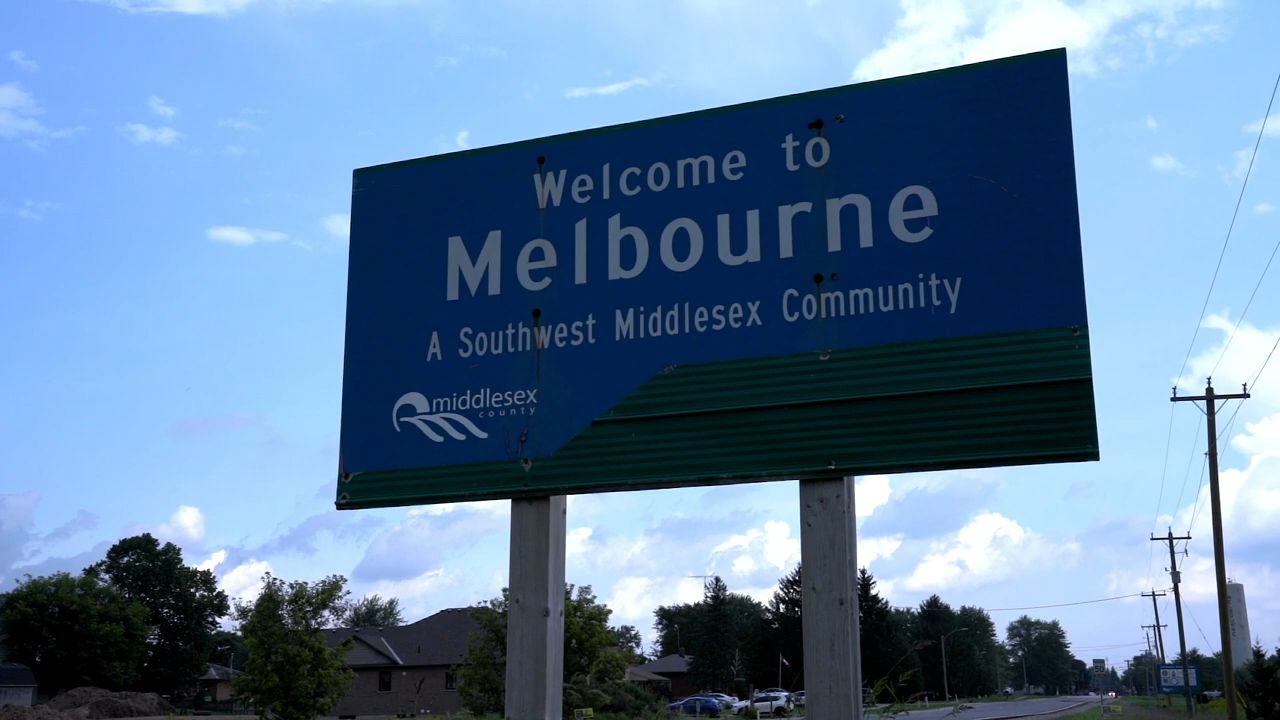 Welcome to
Melbourne
A Southwest Middlesex Community
middlesex
county